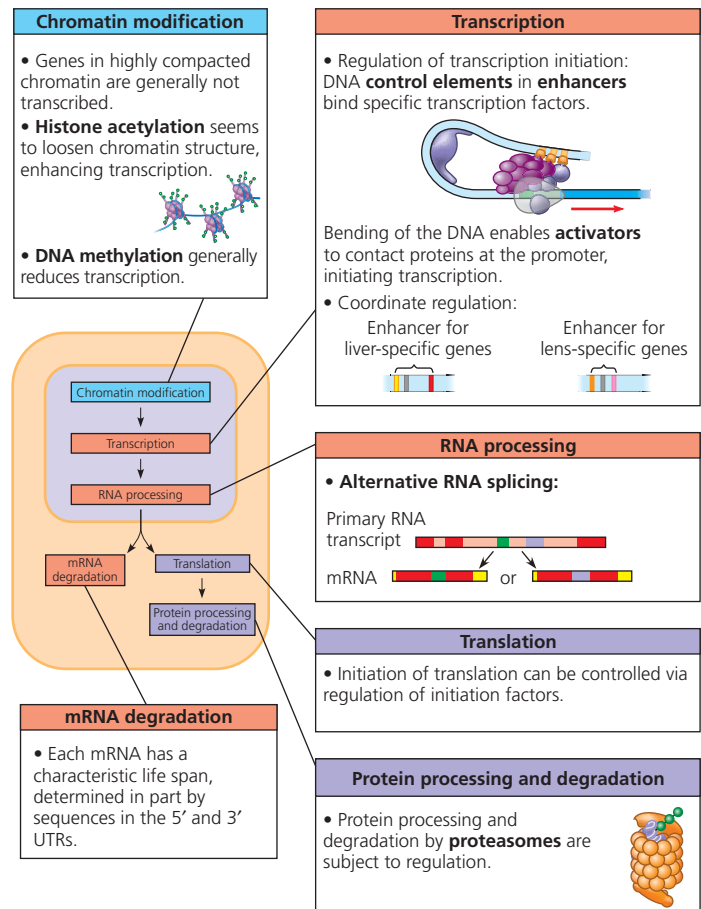 Chromatin modification
• Genes in highly compacted
chromatin are generally not
transcribed.
• Histone acetylation seems
to loosen chromatin structure,
enhancing transcription.
• DNA methylation generally
reduces transcription.
Transcription
• Regulation of transcription initiation:
DNA control elements in enhancers
bind specific transcription factors.
Bending of the DNA enables activators
to contact proteins at the promoter,
initiating transcription.
• Coordinate regulation:
Enhancer for
liver-specific genes
Enhancer for
lens-specific genes
Chromatin modification
Transcription
RNA processing
mRNA
degradation
Translation
Protein processing
and degradation
RNA processing
• Alternative RNA splicing:
Primary RNA
transcript
mRNA
or
Translation
• Initiation of translation can be controlled via
regulation of initiation factors.
mRNA degradation
• Each mRNA has a
characteristic life span,
determined in part by
sequences in the 5′ and 3′
UTRs.
Protein processing and degradation
• Protein processing and
degradation by proteasomes are
subject to regulation.